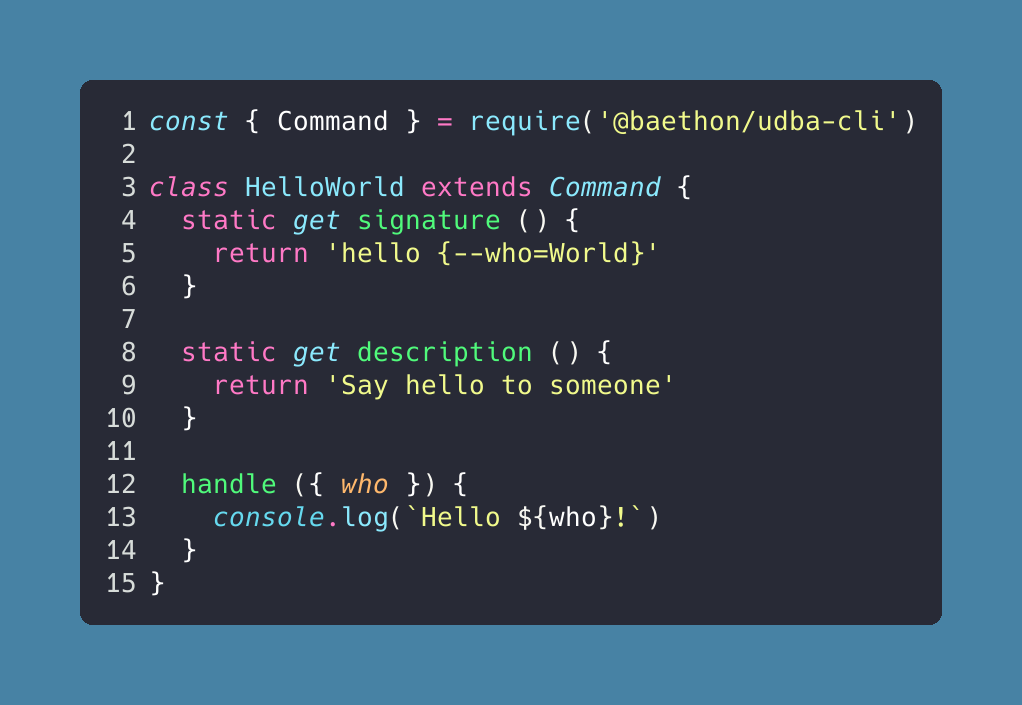 1 const { Command } = require('@baethon/udba-cli')
2
3 class HelloWorld extends Command {
4   static get signature () {
5     return 'hello {--who=World}'
6   }
7
8   static get description () {
9     return 'Say hello to someone'
10   }
11
12   handle ({ who }) {
13     console.log(`Hello ${who}!`)
14   }
15 }